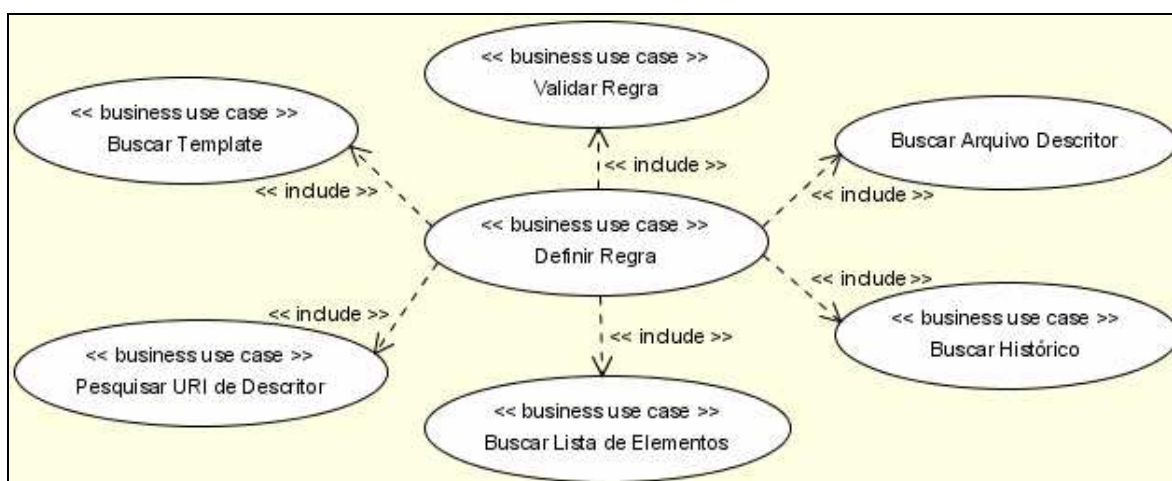 << business use case >>
Validar Regra
<< business use case >>
Buscar Template
Buscar Arquivo Descritor
<< include >>
<< include >>
<< include >>
<< business use case >>
Definir Regra
<< include >>
<< include >>
<< include >>
<< business use case >>
Buscar Histórico
<< business use case >>
Pesquisar URI de Descritor
<< business use case >>
Buscar Lista de Elementos